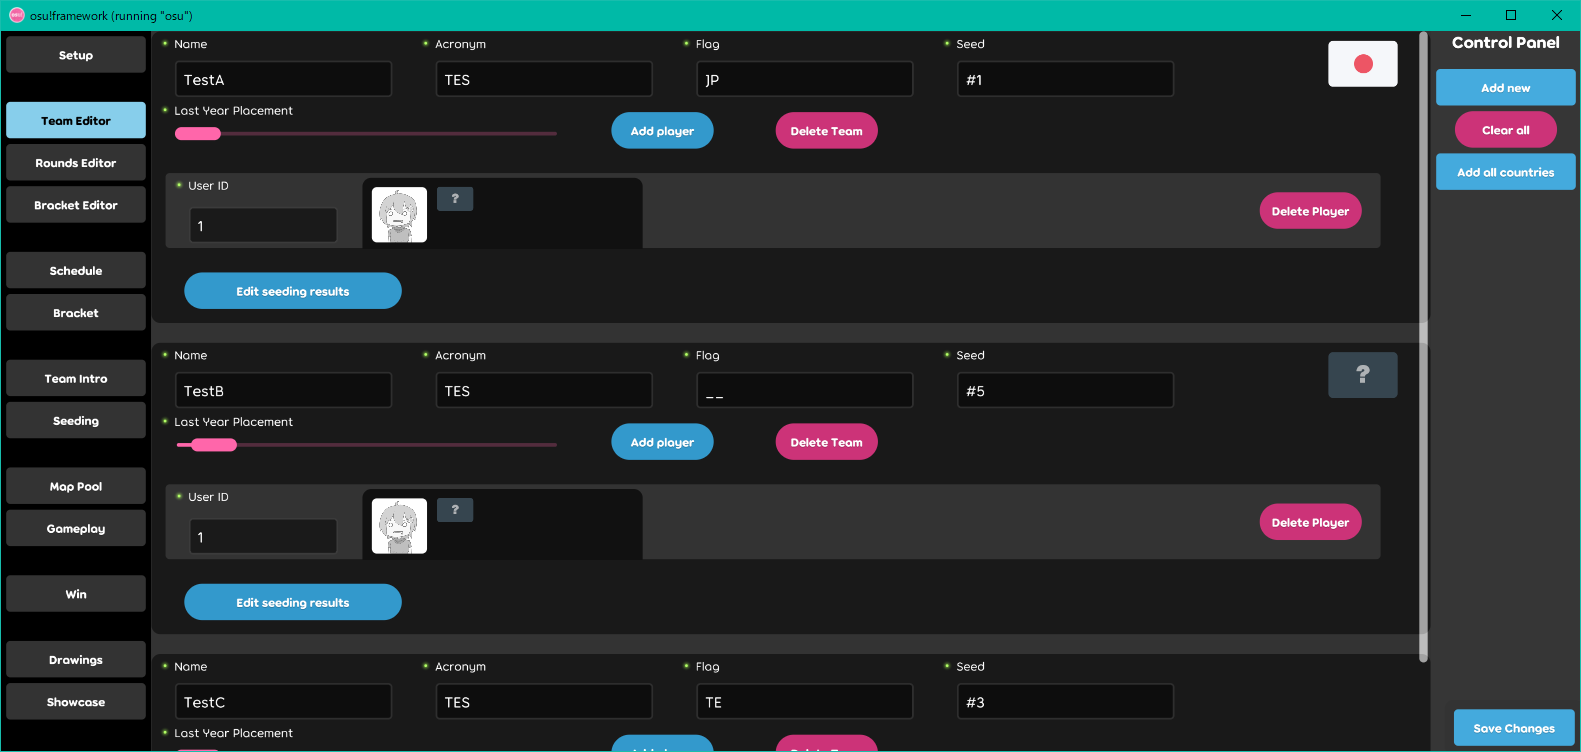 osu!framework (running "osu")
Setup
Team Editor
Rounds Editor
Bracket Editor
Schedule
Bracket
Team Intro
Seeding
Map Pool
Gameplay
Win
Drawings
Showcase
Name Acronym Flag Seed
TestA TES JP #1
Last Year Placement
Add player Delete Team
User ID
1 ? Delete Player
Edit seeding results
Name Acronym Flag Seed
TestB TES __ #5 ?
Last Year Placement
Add player Delete Team
User ID
1 ? Delete Player
Edit seeding results
Name Acronym Flag Seed
TestC TES TE #3
Last Year Placement
Control Panel
Add new
Clear all
Add all countries
Save Changes